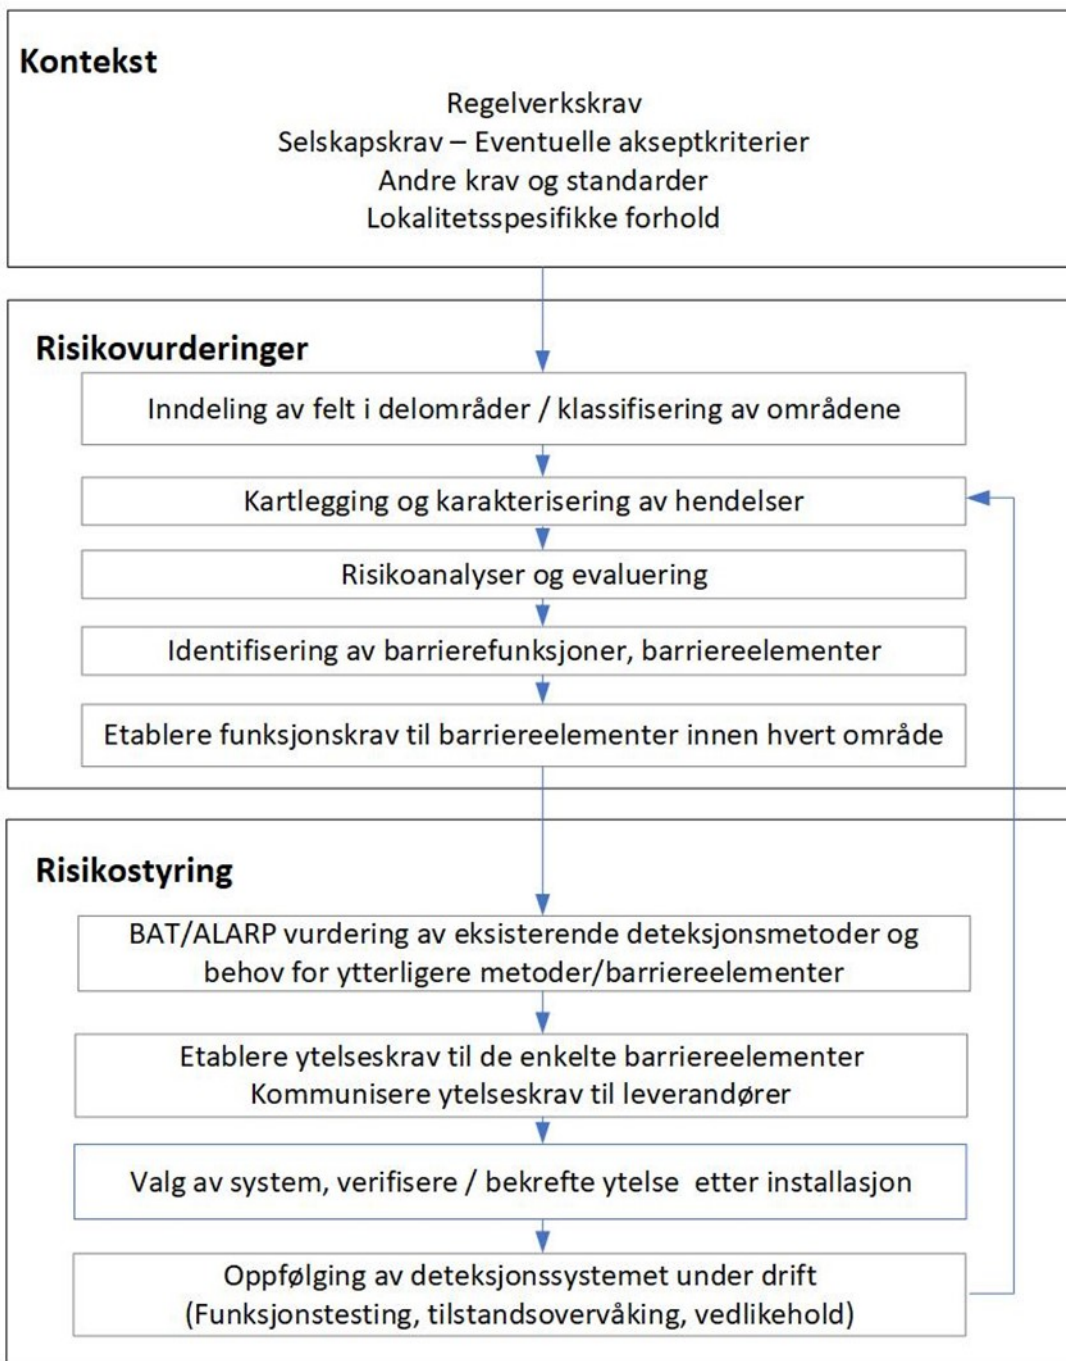 Kontekst
Regelverkskrav
Selskapskrav – Eventuelle akseptkriterier
Andre krav og standarder
Lokalitetsspesifikke forhold
Risikovurderinger
Inndeling av felt i delområder / klassifisering av områdene
Kartlegging og karakterisering av hendelser
Risikoanalyser og evaluering
Identifisering av barrierefunksjoner, barriereelementer
Etablere funksjonskrav til barriereelementer innen hvert område
Risikostyring
BAT/ALARP vurdering av eksisterende deteksjonsmetoder og
behov for ytterligere metoder/barriereelementer
Etablere ytelseskrav til de enkelte barriereelementer
Kommunisere ytelseskrav til leverandører
Valg av system, verifisere / bekrefte ytelse etter installasjon
Oppfølging av deteksjonssystemet under drift
(Funksjonstesting, tilstandsovervåking, vedlikehold)